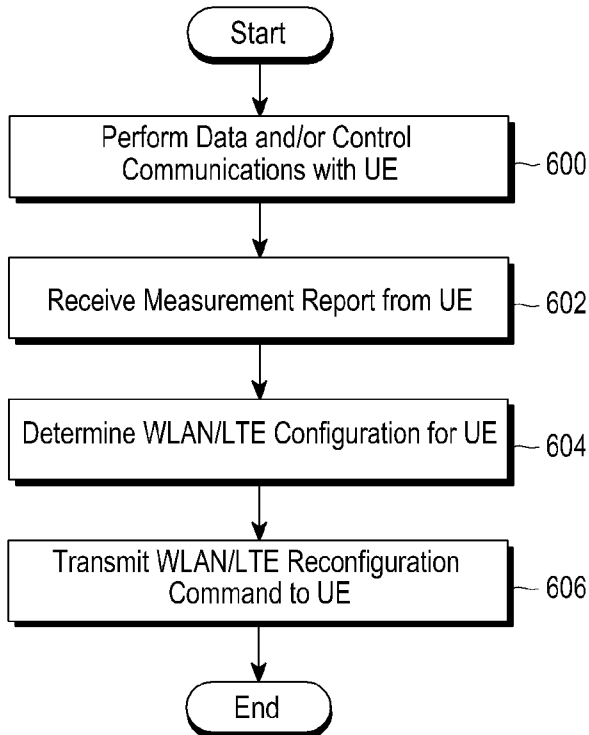 Start
Perform Data and/or Control
Communications with UE
600
Receive Measurement Report from UE
602
Determine WLAN/LTE Configuration for UE
604
Transmit WLAN/LTE Reconfiguration
Command to UE
606
End